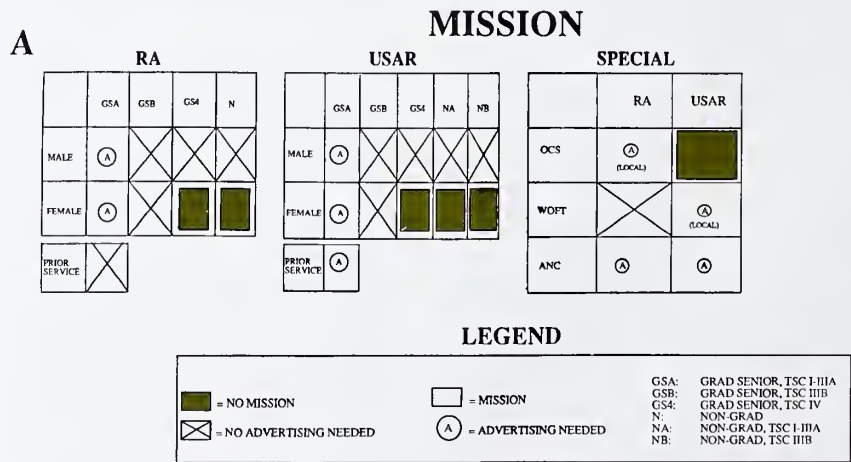 MISSION
A
RA
GSA GSB GS4 N
MALE A
FEMALE A
PRIOR SERVICE
USAR
GSA GSB GS4 NA NB
MALE A
FEMALE A
PRIOR SERVICE A
SPECIAL
RA USAR
OCS A (LOCAL)
WOFT A (LOCAL)
ANC A A
LEGEND
= NO MISSION
= MISSION
= NO ADVERTISING NEEDED
A = ADVERTISING NEEDED
GSA: GRAD SENIOR, TSC I-IIIA
GSB: GRAD SENIOR, TSC IIIB
GS4: GRAD SENIOR, TSC IV
N: NON-GRAD
NA: NON-GRAD, TSC I-IIIA
NB: NON-GRAD, TSC IIIB